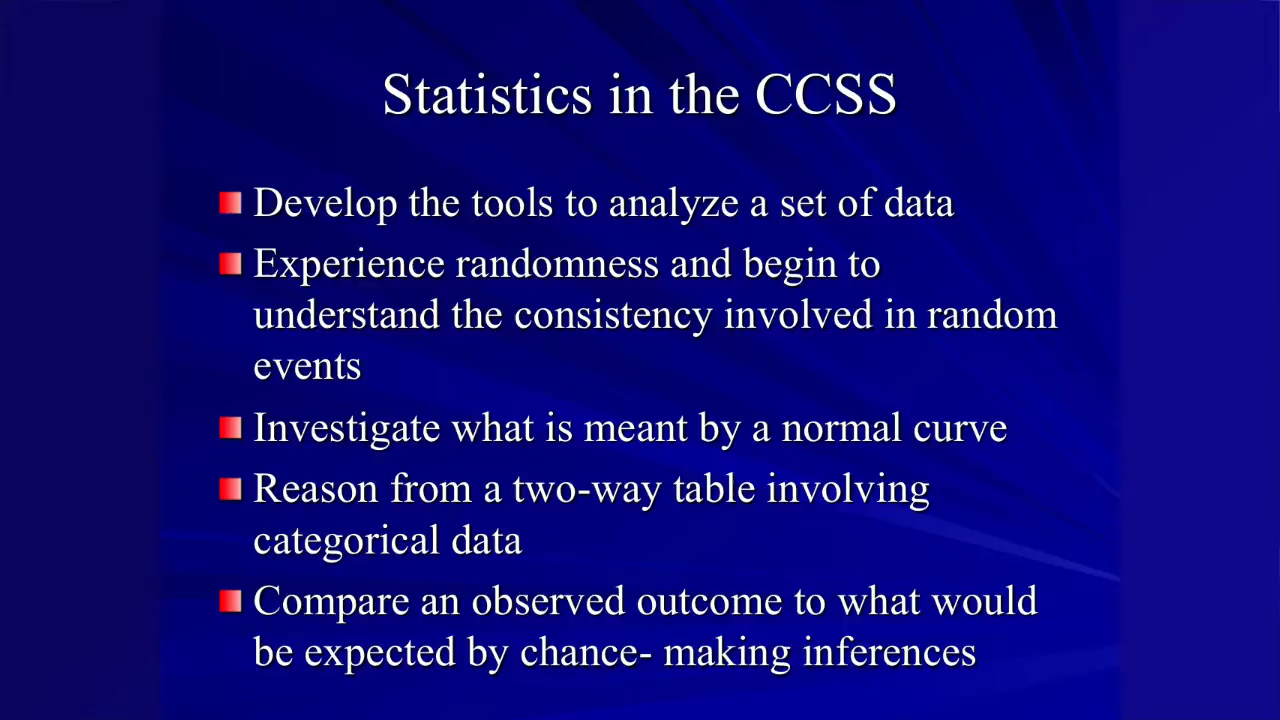 Statistics in the CCSS
Develop the tools to analyze a set of data
Experience randomness and begin to
understand the consistency involved in random
events
Investigate what is meant by a normal curve
Reason from a two-way table involving
categorical data
Compare an observed outcome to what would
be expected by chance- making inferences